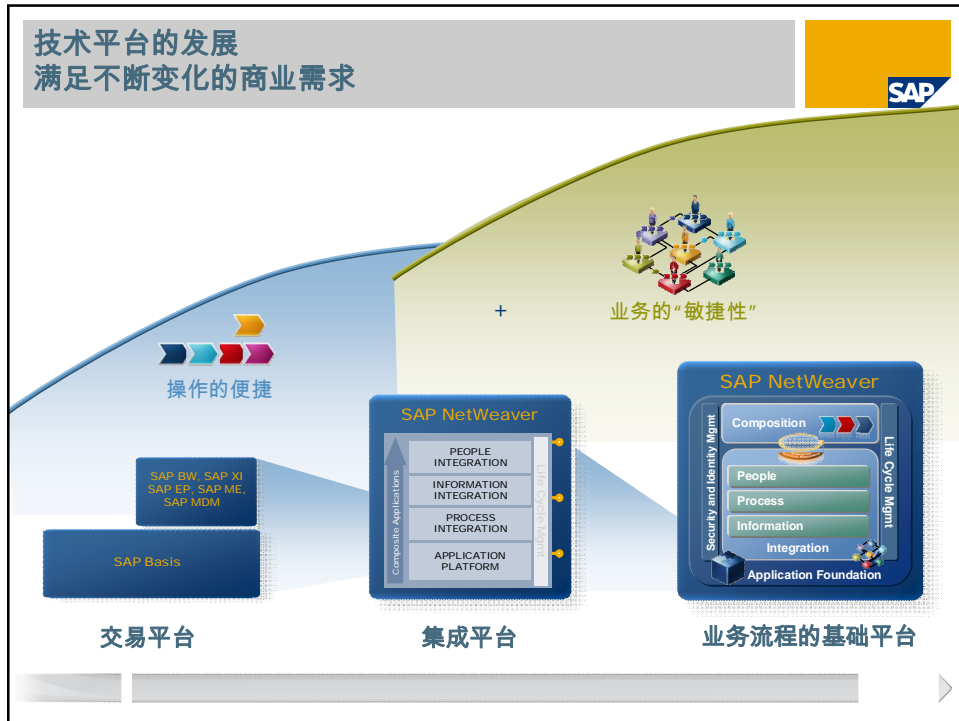 技术平台的发展
满足不断变化的商业需求
SAP
业务的“敏捷性”
+
操作的便捷
SAP BW, SAP XI
SAP EP, SAP ME,
SAP MDM
SAP Basis
SAP NetWeaver
Composite Applications
PEOPLE
INTEGRATION
INFORMATION
INTEGRATION
PROCESS
INTEGRATION
APPLICATION
PLATFORM
Life Cycle Mgmt
SAP NetWeaver
Security and Identity Mgmt
Composition
Life Cycle Mgmt
People
Process
Information
Integration
Application Foundation
交易平台
集成平台
业务流程的基础平台